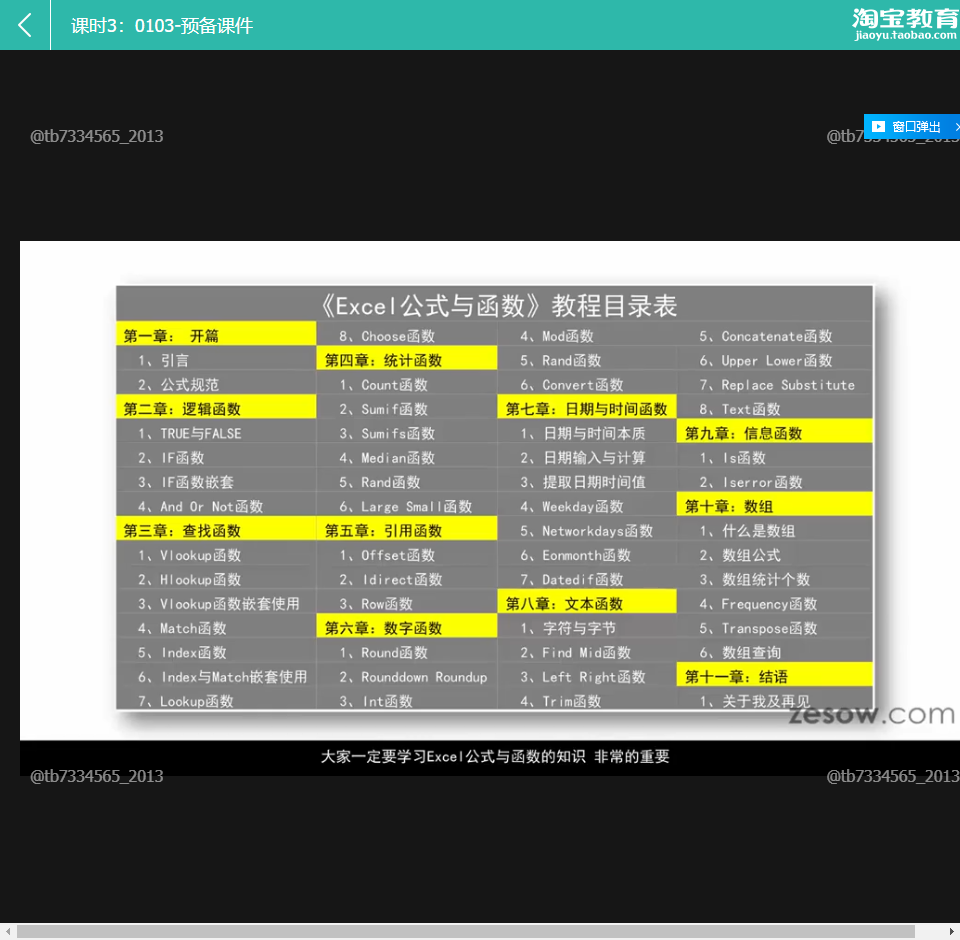 课时3：0103-预备课件
淘宝教育
jiaoyu.taobao.com
@tb7334565_2013
窗口弹出
《Excel公式与函数》教程目录表
第一章： 开篇
1、引言
2、公式规范
第二章：逻辑函数
1、TRUE与FALSE
2、IF函数
3、IF函数嵌套
4、And Or Not函数
第三章：查找函数
1、Vlookup函数
2、Hlookup函数
3、Vlookup函数嵌套使用
4、Match函数
5、Index函数
6、Index与Match嵌套使用
7、Lookup函数
8、Choose函数
第四章：统计函数
1、Count函数
2、Sumif函数
3、Sumifs函数
4、Median函数
5、Rand函数
6、Large Small函数
第五章：引用函数
1、Offset函数
2、Idirect函数
3、Row函数
第六章：数字函数
1、Round函数
2、Rounddown Roundup
3、Int函数
4、Mod函数
5、Rand函数
6、Convert函数
第七章：日期与时间函数
1、日期与时间本质
2、日期输入与计算
3、提取日期时间值
4、Weekday函数
5、Networkdays函数
6、Eonmonth函数
7、Datedif函数
第八章：文本函数
1、字符与字节
2、Find Mid函数
3、Left Right函数
4、Trim函数
5、Concatenate函数
6、Upper Lower函数
7、Replace Substitute
8、Text函数
第九章：信息函数
1、Is函数
2、Iserror函数
第十章：数组
1、什么是数组
2、数组公式
3、数组统计个数
4、Frequency函数
5、Transpose函数
6、数组查询
第十一章：结语
1、关于我及再见
zesow.com
大家一定要学习Excel公式与函数的知识 非常的重要
@tb7334565_2013
@tb7334565_2013